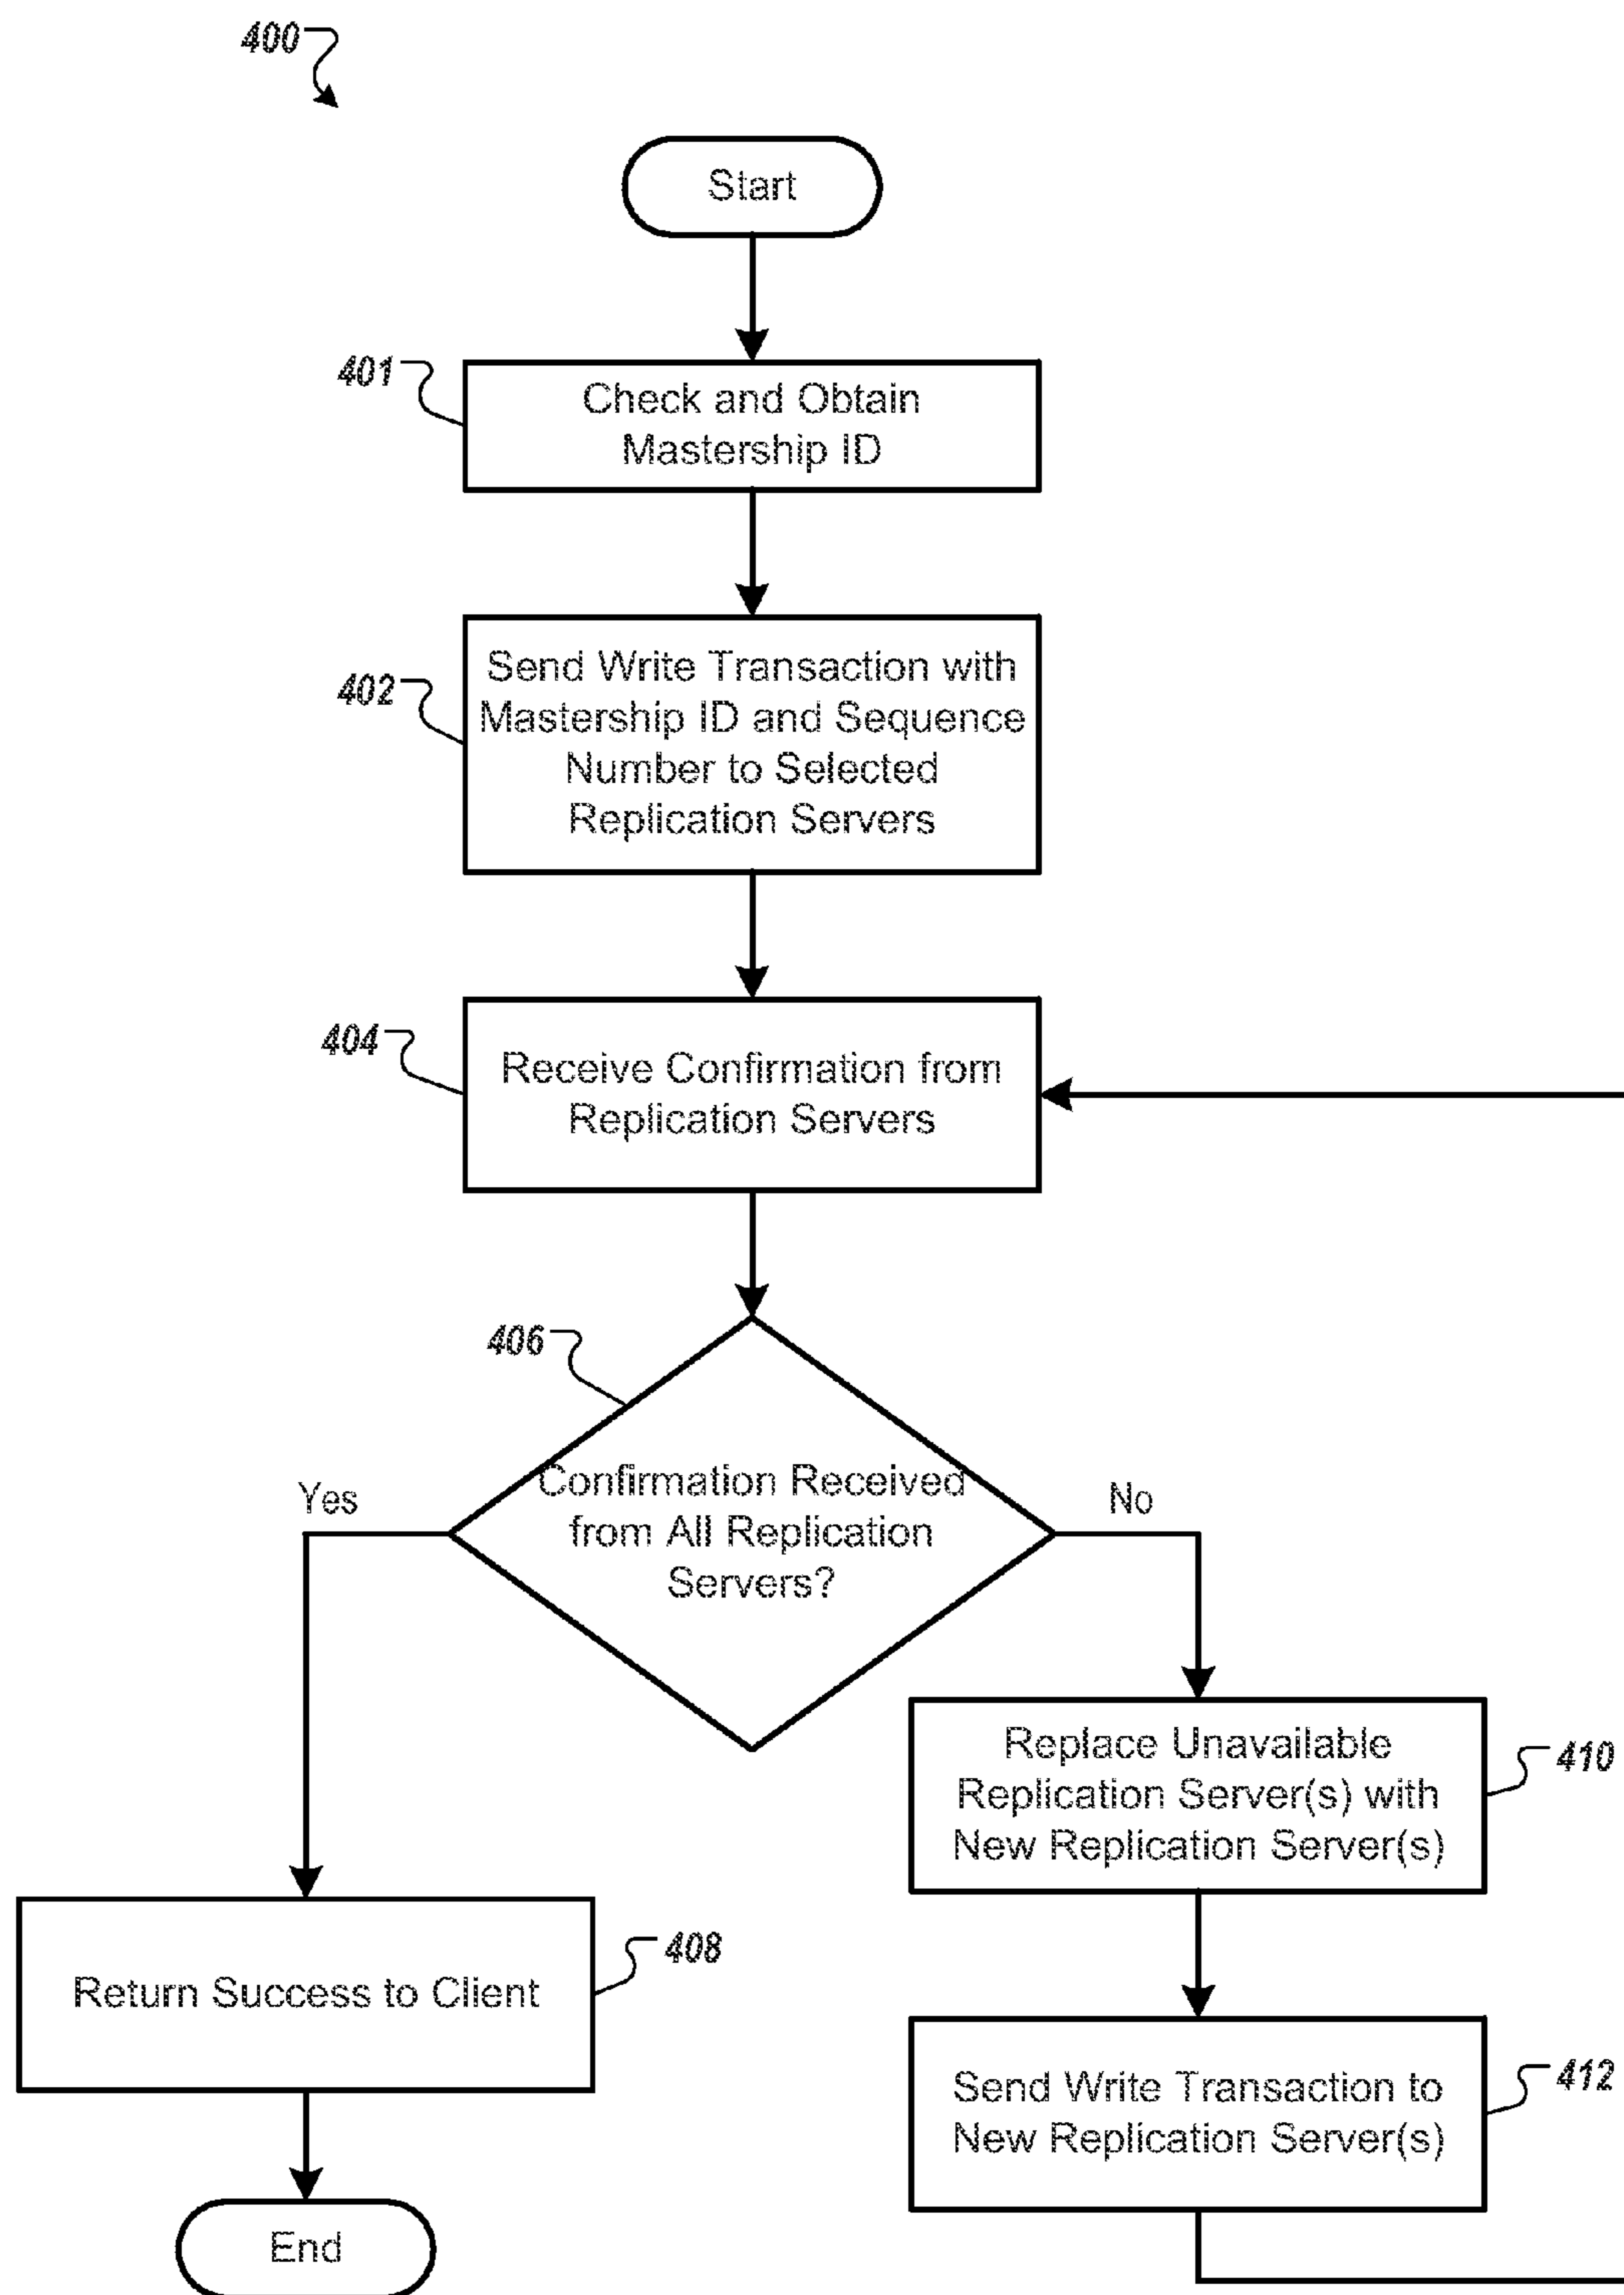 400
Start
401
Check and Obtain
Mastership ID
402
Send Write Transaction with
Mastership ID and Sequence
Number to Selected
Replication Servers
404
Receive Confirmation from
Replication Servers
406
Confirmation Received
from All Replication
Servers?
Yes
No
410
Replace Unavailable
Replication Server(s) with
New Replication Server(s)
408
Return Success to Client
412
Send Write Transaction to
New Replication Server(s)
End